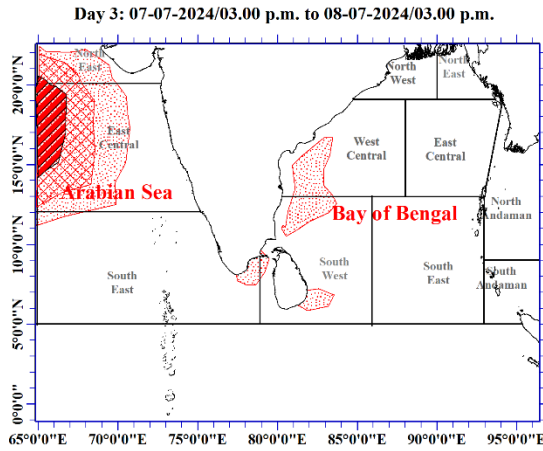 Day 3: 07-07-2024/03.00 p.m. to 08-07-2024/03.00 p.m.
North
East
North
West
North
East
20°0'0"N
East
Central
West
Central
East
Central
15°0'0"N
Arabian Sea
Bay of Bengal
North
Andaman
10°0'0"N
South
East
South
West
South
East
South
Andaman
5°0'0"N
0°0'0"
65°0'0"E
70°0'0"E
75°0'0"E
80°0'0"E
85°0'0"E
90°0'0"E
95°0'0"E